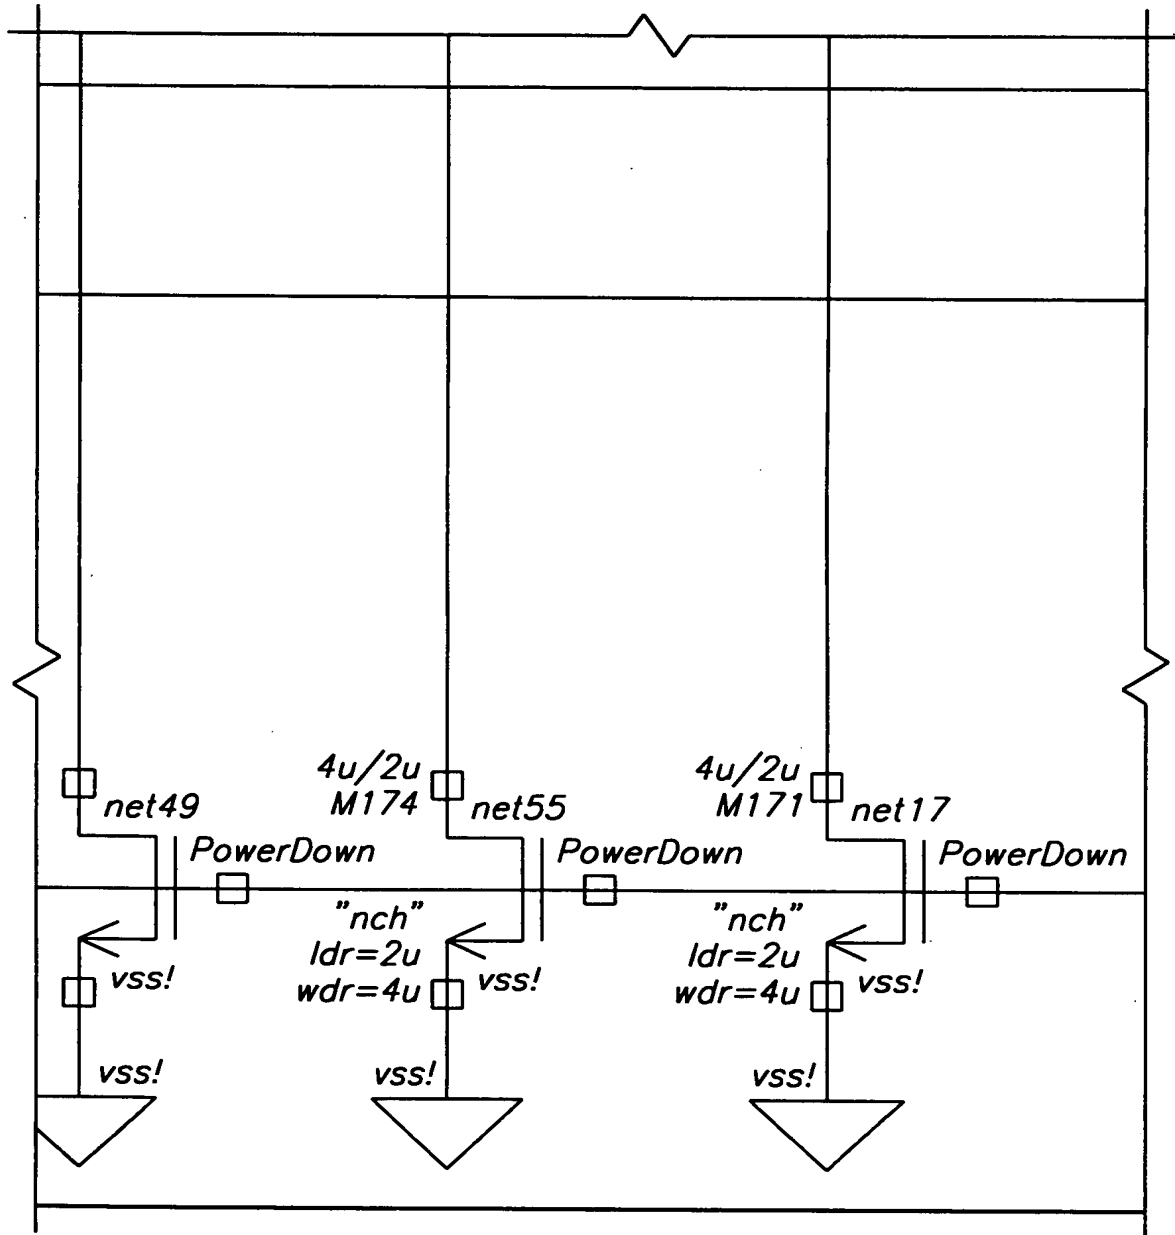 4u/2u
M174
4u/2u
M171
net49
net55
net17
PowerDown
PowerDown
PowerDown
"nch"
ldr=2u
wdr=4u
"nch"
ldr=2u
wdr=4u
vss!
vss!
vss!
vss!
vss!
vss!